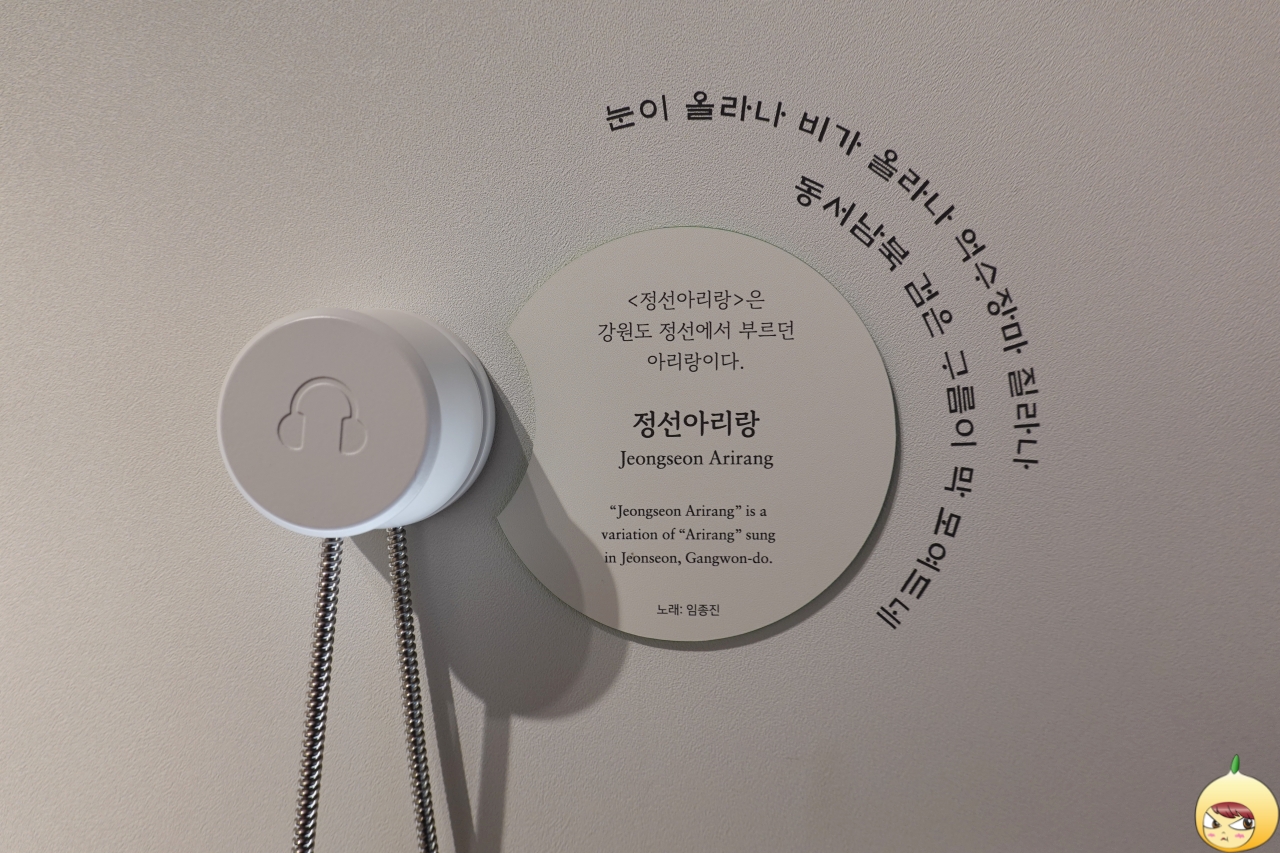 눈이 올라나 비가 올라나 억수장마 질라나
동서남북 검은 구름이 막 모여드네
<정선아리랑>은
강원도 정선에서 부르던
아리랑이다.
정선아리랑
Jeongseon Arirang
“Jeongseon Arirang” is a
variation of “Arirang” sung
in Jeonseon, Gangwon-do.
노래: 임종진